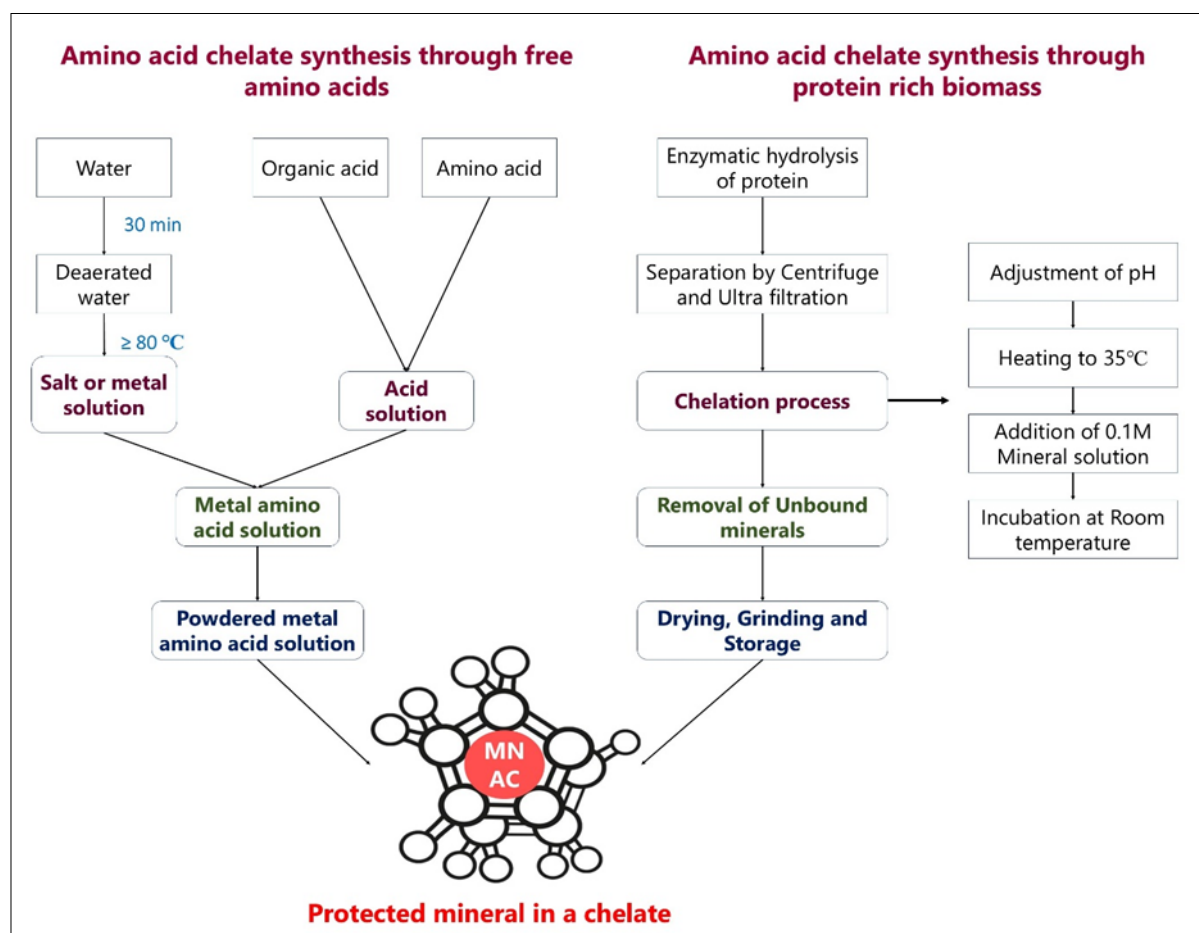 Amino acid chelate synthesis through free
amino acids
Water
Organic acid
Amino acid
30 min
Deaerated
water
≥ 80 °C
Salt or metal
solution
Acid
solution
Metal amino
acid solution
Powdered metal
amino acid solution
Amino acid chelate synthesis through
protein rich biomass
Enzymatic hydrolysis
of protein
Separation by Centrifuge
and Ultra filtration
Chelation process
Removal of Unbound
minerals
Drying, Grinding and
Storage
Adjustment of pH
Heating to 35°C
Addition of 0.1M
Mineral solution
Incubation at Room
temperature
MN
AC
Protected mineral in a chelate